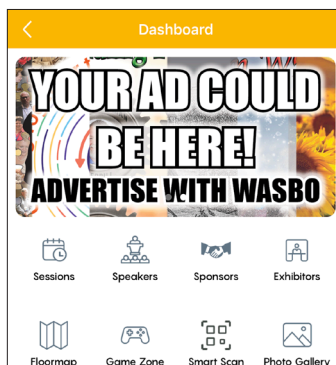 Dashboard
YOUR AD COULD
BE HERE!
ADVERTISE WITH WASBO
Sessions Speakers Sponsors Exhibitors
Floormap Game Zone Smart Scan Photo Gallery